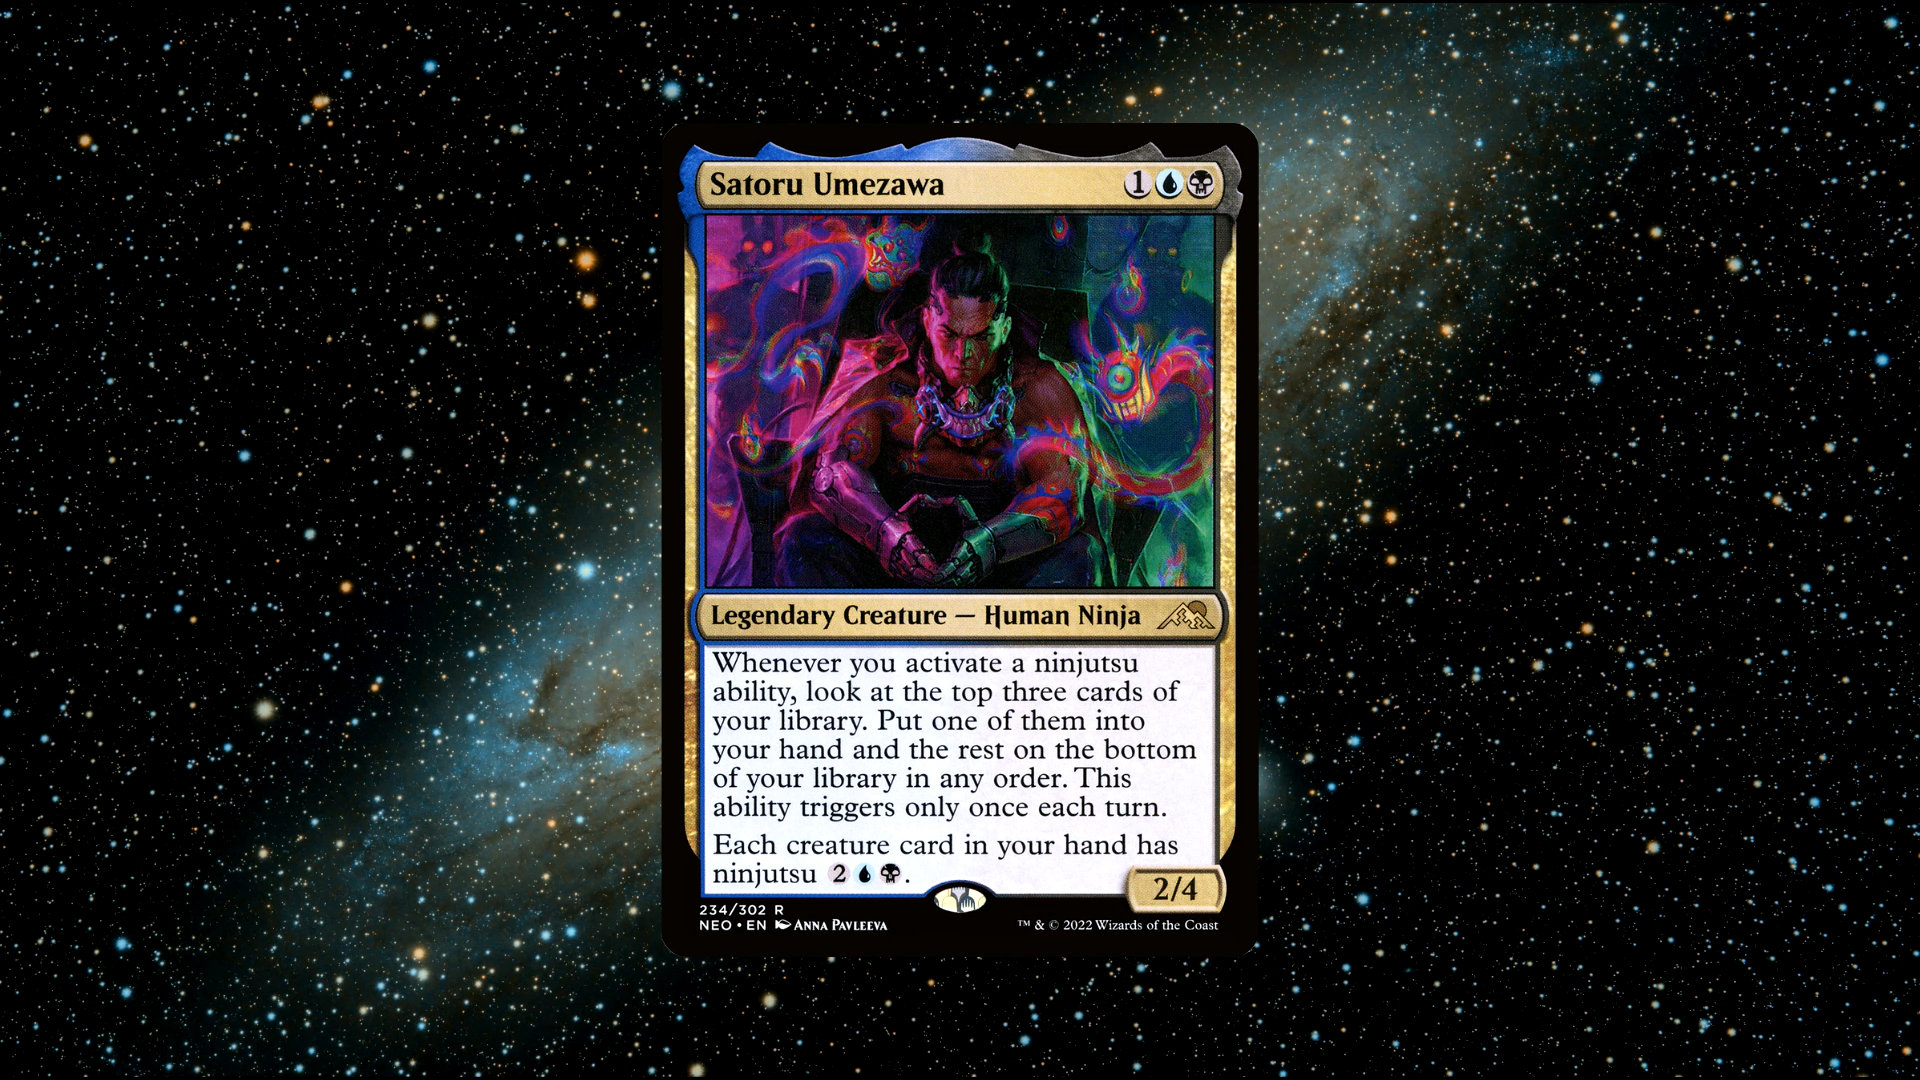 Satoru Umezawa 1
Legendary Creature — Human Ninja
Whenever you activate a ninjutsu
ability, look at the top three cards of
your library. Put one of them into
your hand and the rest on the bottom
of your library in any order. This
ability triggers only once each turn.
Each creature card in your hand has
ninjutsu 2 .
2/4
234/302 R
NEO • EN Anna Pavleeva
™ & © 2022 Wizards of the Coast